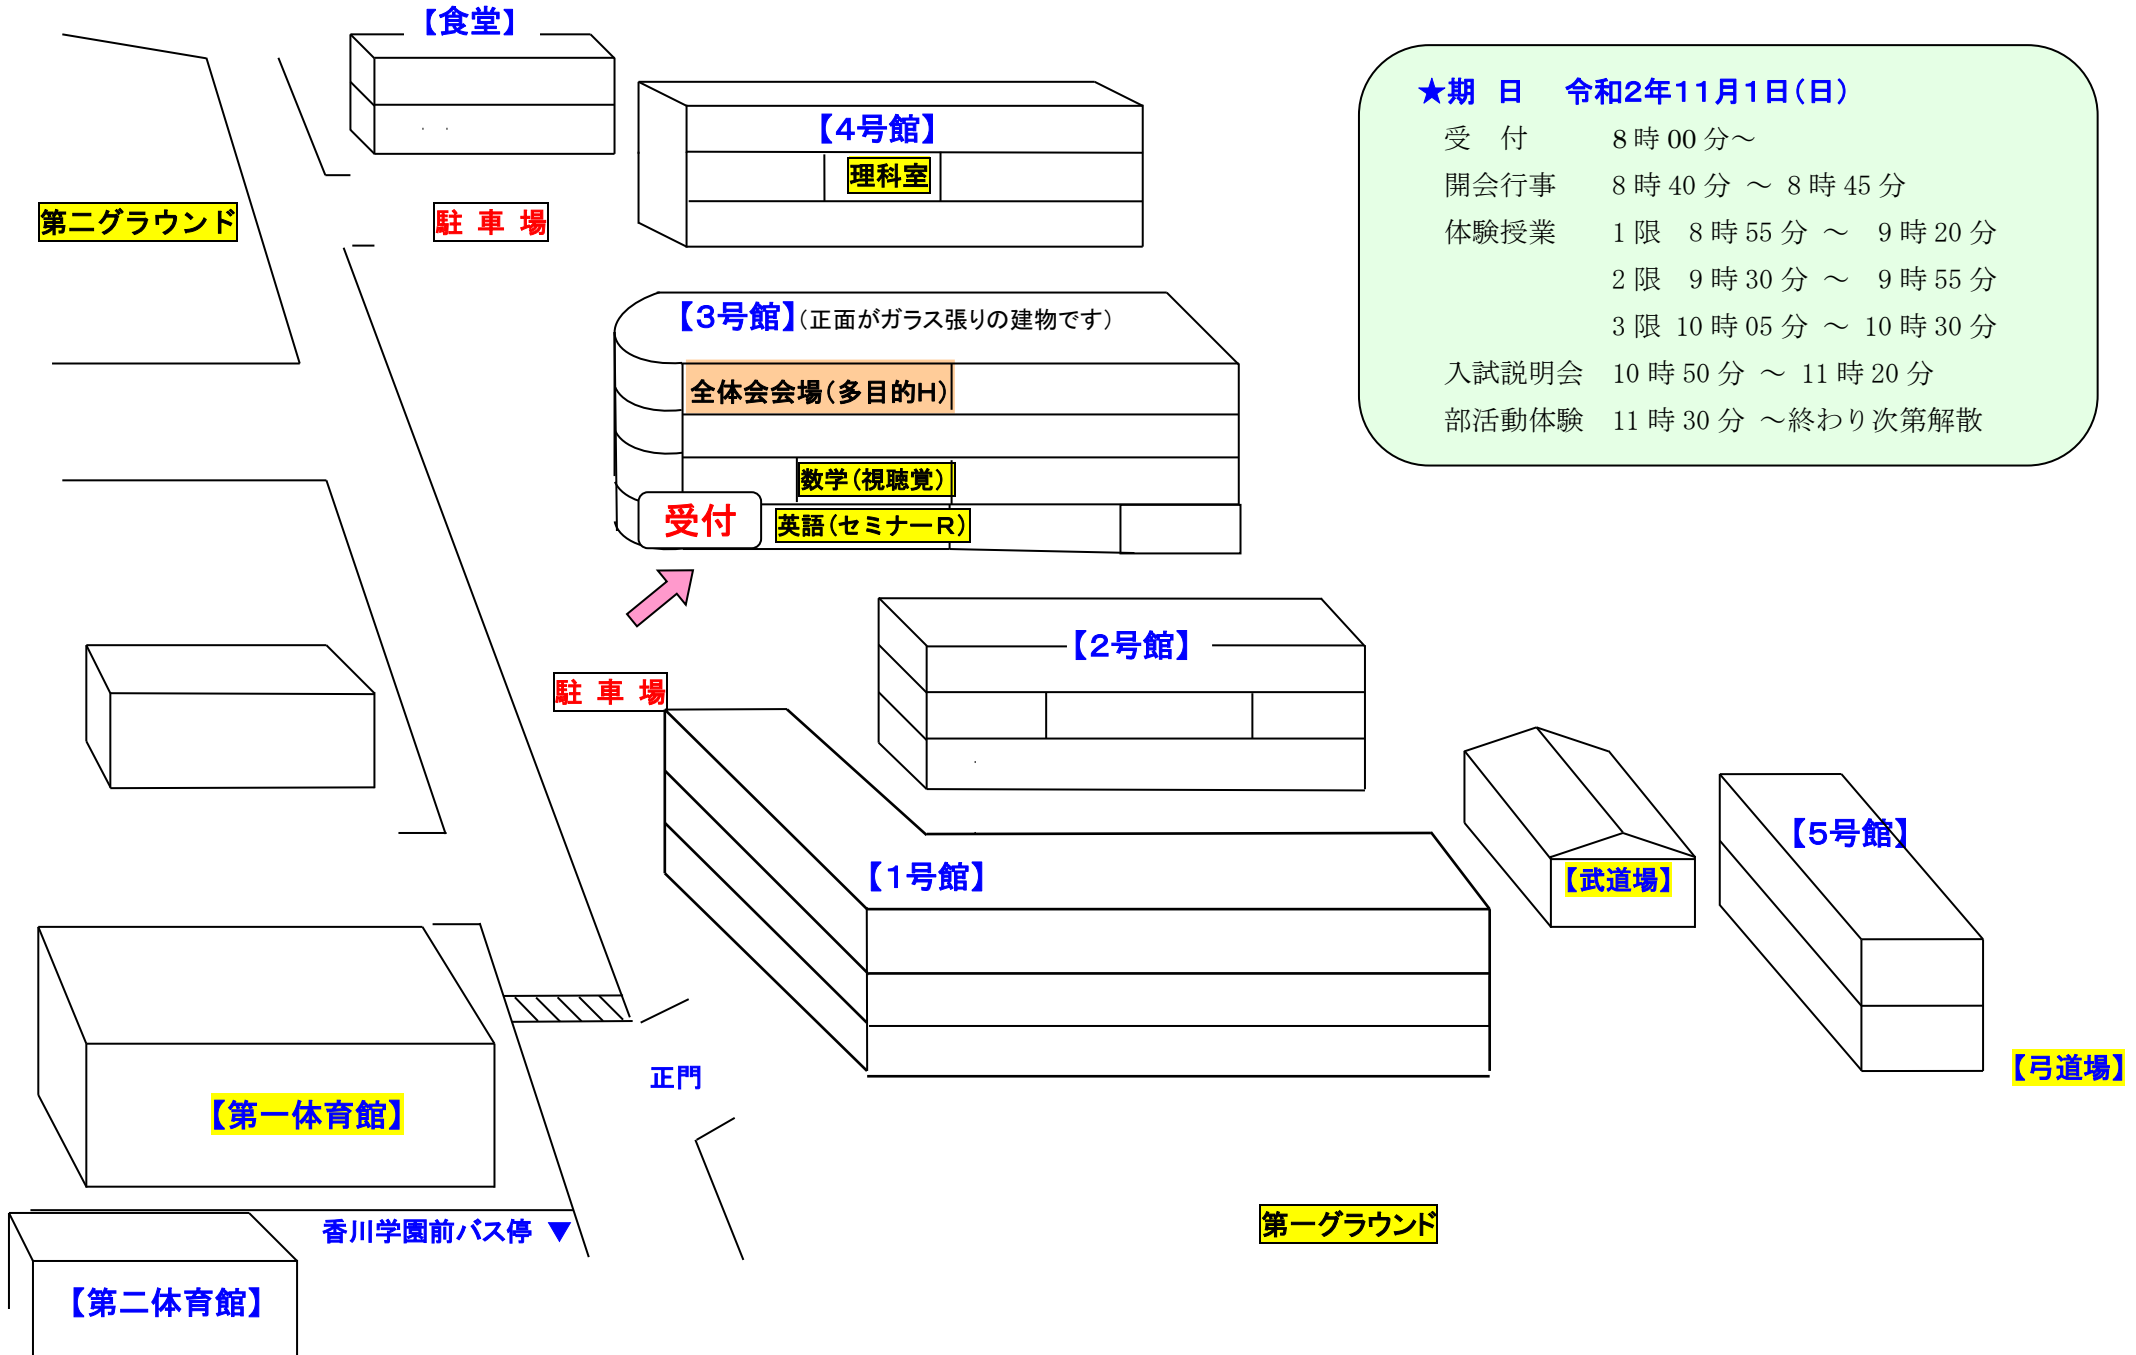 【食堂】
★期　日　令和2年11月1日(日)
受　付　8時00分～
開会行事　8時40分 ～ 8時45分
体験授業　1限　8時55分 ～　9時20分
2限　9時30分 ～　9時55分
3限 10時05分 ～ 10時30分
入試説明会　10時50分 ～ 11時20分
部活動体験　11時30分 ～終わり次第解散
【4号館】
理科室
第二グラウンド
駐 車 場
【3号館】(正面がガラス張りの建物です)
全体会会場(多目的H)
数学(視聴覚)
受付
英語(セミナーR)
【2号館】
駐 車 場
【5号館】
【1号館】
【武道場】
【弓道場】
正門
【第一体育館】
第一グラウンド
香川学園前バス停 ▼
【第二体育館】